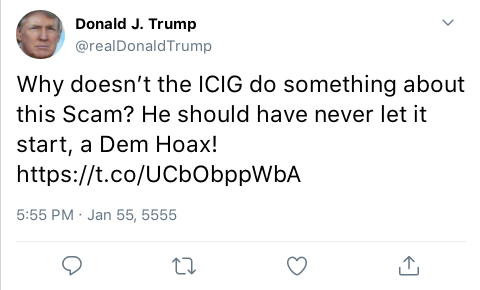 Donald J. Trump
@realDonaldTrump
Why doesn’t the ICIG do something about
this Scam? He should have never let it
start, a Dem Hoax!
https://t.co/UCbObppWbA
5:55 PM · Jan 55, 5555